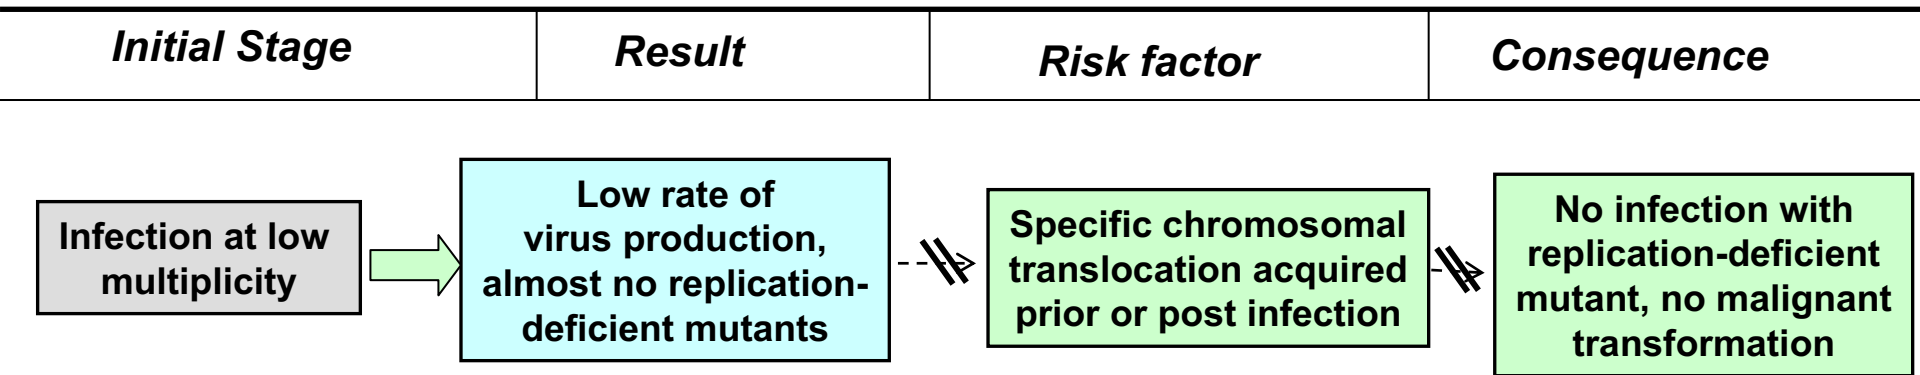 Initial Stage
Result
Risk factor
Consequence
Infection at low
multiplicity
Low rate of
virus production,
almost no replication-
deficient mutants
Specific chromosomal
translocation acquired
prior or post infection
No infection with
replication-deficient
mutant, no malignant
transformation